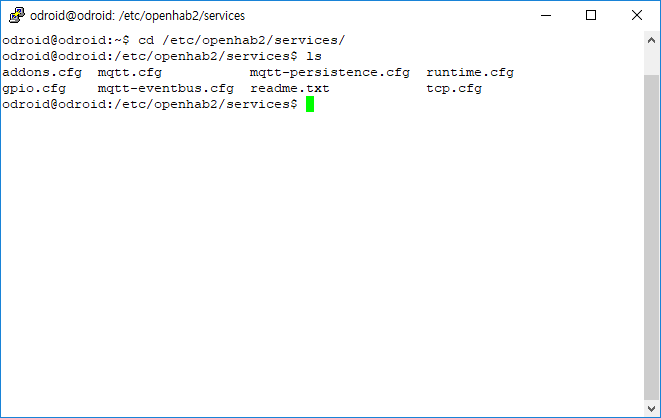 odroid@odroid: /etc/openhab2/services
odroid@odroid:~$ cd /etc/openhab2/services/
odroid@odroid:/etc/openhab2/services$ ls
addons.cfg  mqtt.cfg           mqtt-persistence.cfg  runtime.cfg
gpio.cfg    mqtt-eventbus.cfg  readme.txt            tcp.cfg
odroid@odroid:/etc/openhab2/services$